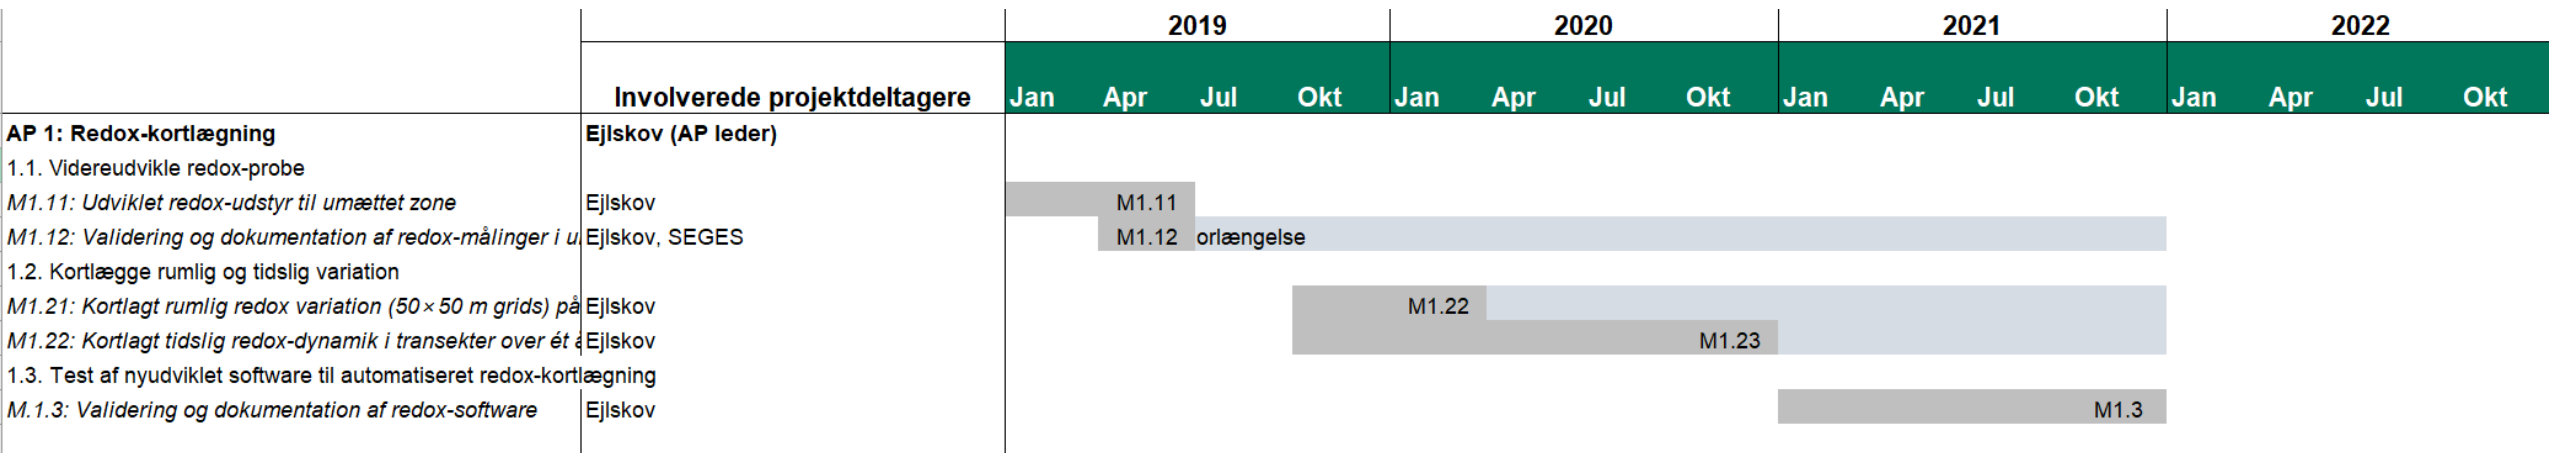 2019 2020 2021 2022
Involverede projektdeltagere Jan Apr Jul Okt Jan Apr Jul Okt Jan Apr Jul Okt Jan Apr Jul Okt
AP 1: Redox-kortlægning Ejlskov (AP leder)
1.1. Videreudvikle redox-probe
M1.11: Udviklet redox-udstyr til umættet zone Ejlskov M1.11
M1.12: Validering og dokumentation af redox-målinger i Ejlskov, SEGES M1.12 orlængelse
1.2. Kortlægge rumlig og tidslig variation
M1.21: Kortlagt rumlig redox variation (50×50 m grids) på Ejlskov M1.22
M1.22: Kortlagt tidslig redox-dynamik i transekter over ét Ejlskov M1.23
1.3. Test af nyudviklet software til automatiseret redox-kortlægning
M.1.3: Validering og dokumentation af redox-software Ejlskov M1.3